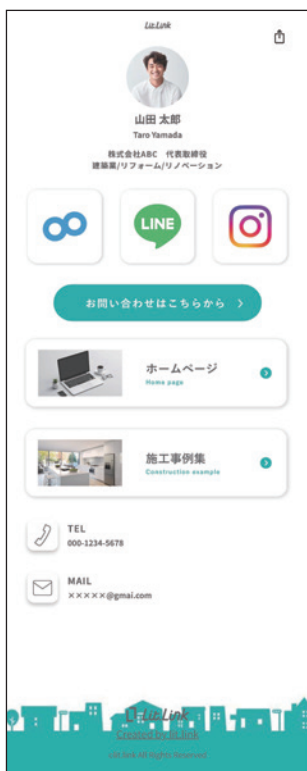 Lit.Link
山田 太郎
Taro Yamada
株式会社ABC 代表取締役
建築業/リフォーム/リノベーション
LINE
お問い合わせはこちらから
ホームページ
Home page
施工事例集
Construction example
TEL
000-1234-5678
MAIL
×××××@gmai.com
Lit.Link
Created by lit.link